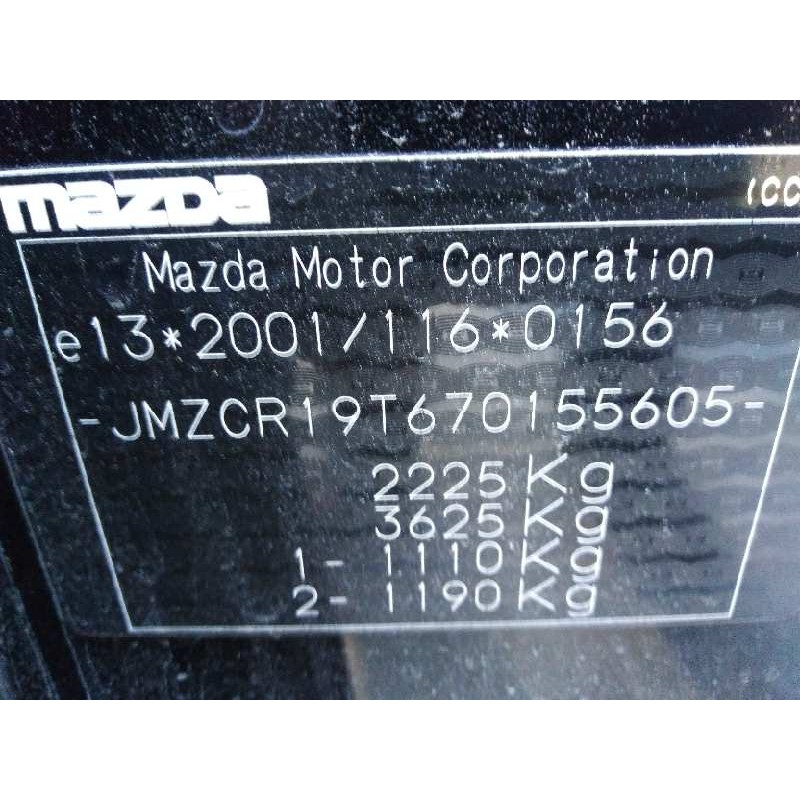 mazda
Mazda Motor Corporation
e13*2001/116*0156
-JMZCR19T670155605-
2225Kg
3625Kg
1- 1110Kg
2- 1190Kg